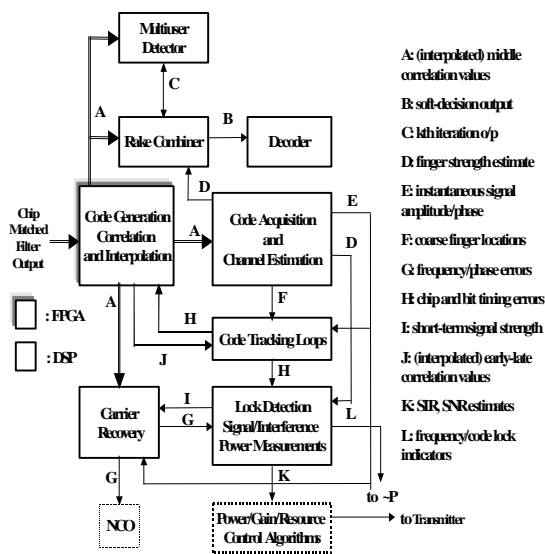 Multiuser
Detector
C
A
B
Rake Combiner
Decoder
D
E
Chip
Matched
Filter
Output
Code Generation
Correlation
and Interpolation
A
Code Acquisition
and
Channel Estimation
D
A
F
: FPGA
H
J
Code Tracking Loops
: DSP
H
I
G
L
Carrier
Recovery
Lock Detection
Signal/Interference
Power Measurements
G
K
to ~P
NCO
Power/Gain/Resource
Control Algorithms
to Transmitter
A: (interpolated) middle
correlation values
B: soft-decision output
C: kth iteration o/p
D: finger strength estimate
E: instantaneous signal
amplitude/phase
F: coarse finger locations
G: frequency/phase errors
H: chip and bit timing errors
I: short-term signal strength
J: (interpolated) early-late
correlation values
K: SIR, SNR estimates
L: frequency/code lock
indicators